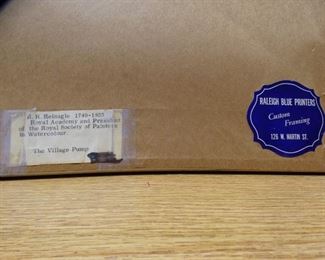 R. R. Reinagle 1749-1833
Royal Academy and President
of the Royal Society of Painters
in Watercolour.
The Village Pump
RALEIGH BLUE PRINTERS
Custom
Framing
126 W. MARTIN ST.